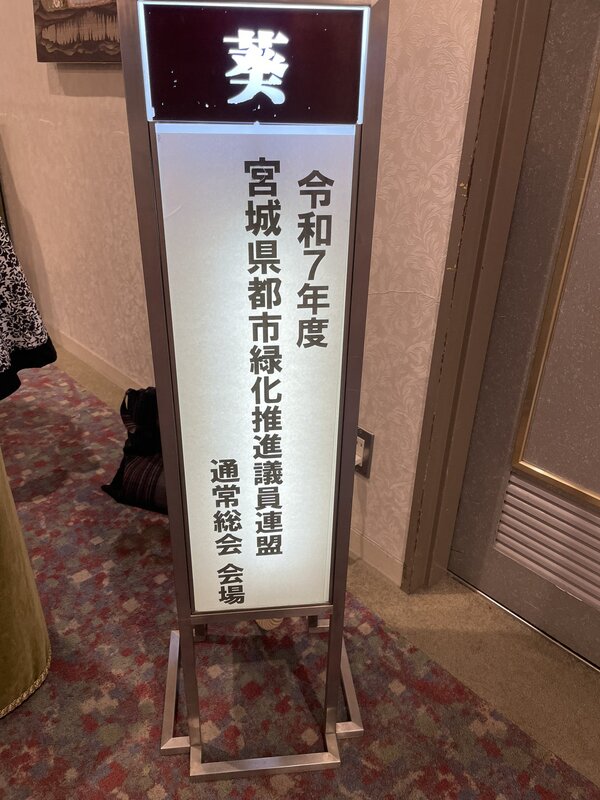 葵
令和7年度
宮城県都市緑化推進議員連盟
通常総会 会場